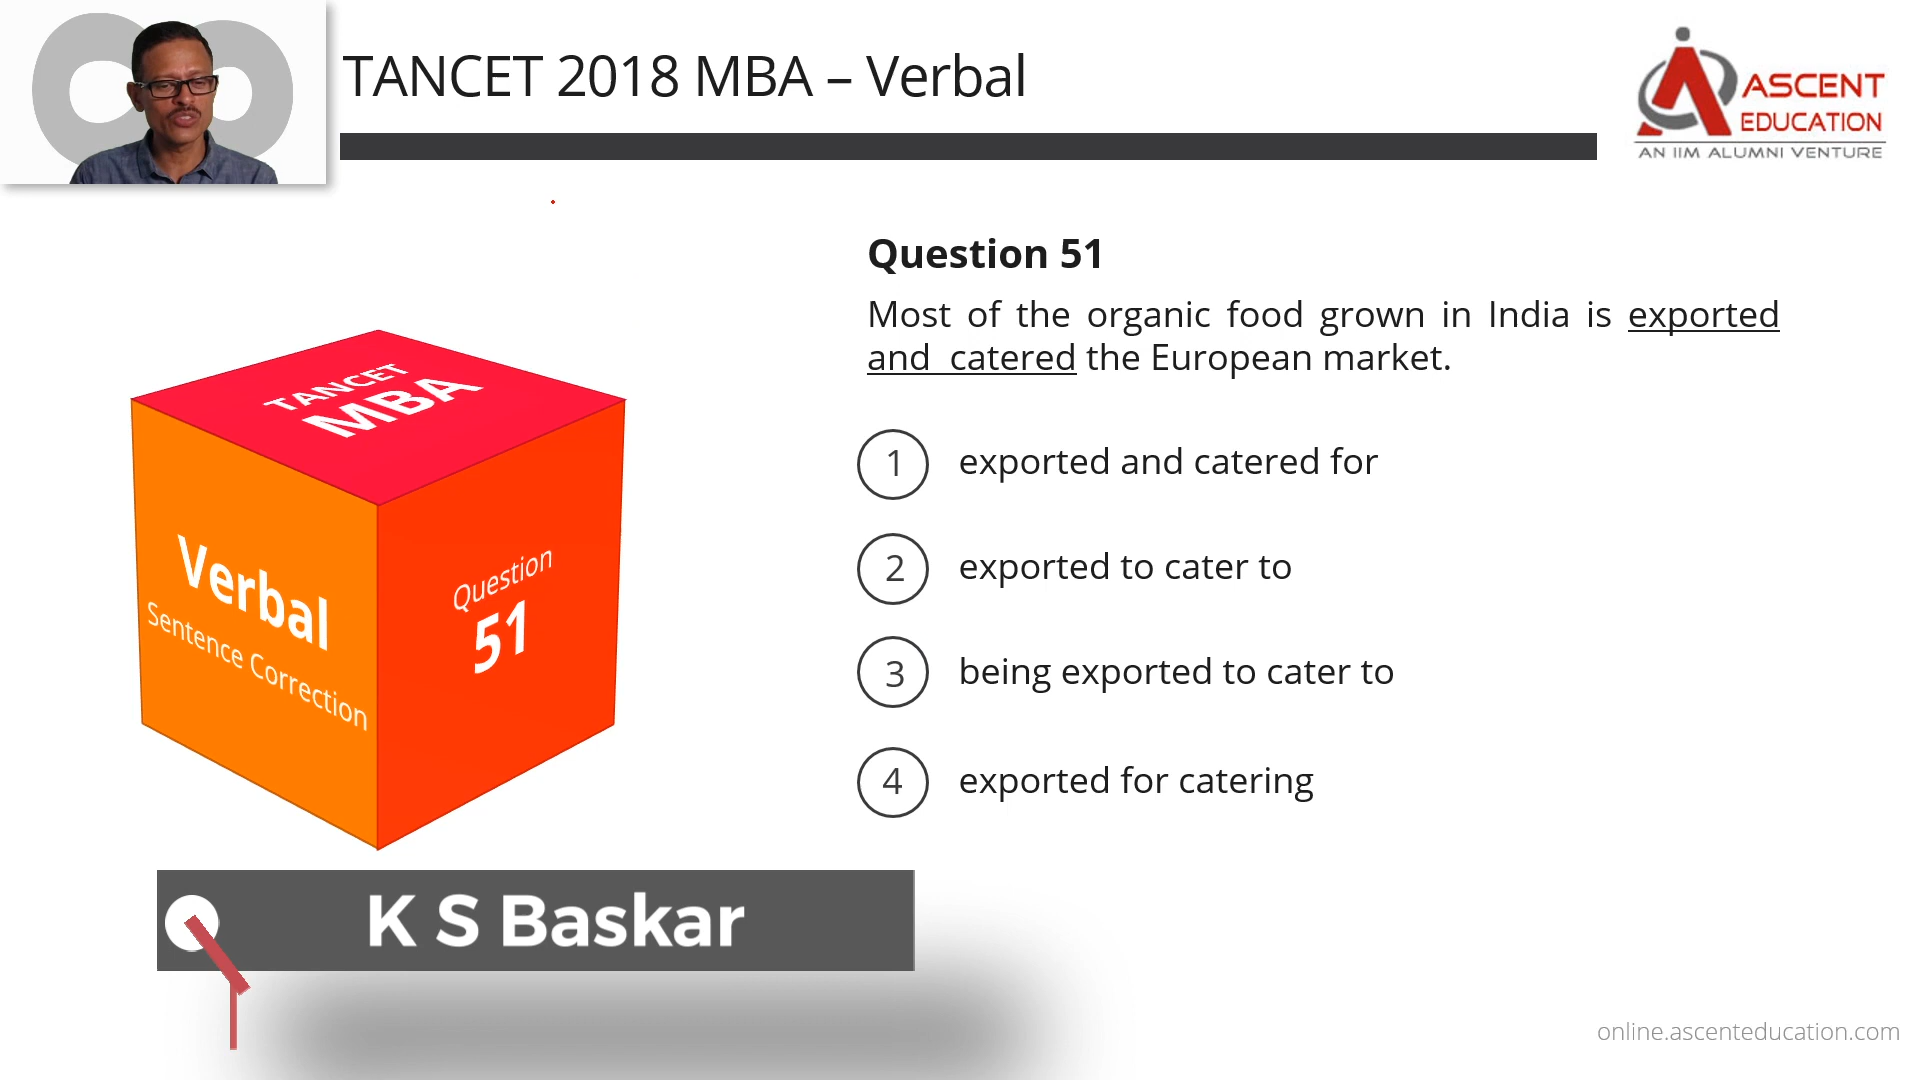 TANCET 2018 MBA – Verbal
ASCENT
EDUCATION
AN IIM ALUMNI VENTURE
Question 51
Most of the organic food grown in India is exported
and catered the European market.
1 exported and catered for
2 exported to cater to
3 being exported to cater to
4 exported for catering
TANCET
MBA
Verbal
Sentence Correction
Question
51
K S Baskar
online.ascenteducation.com